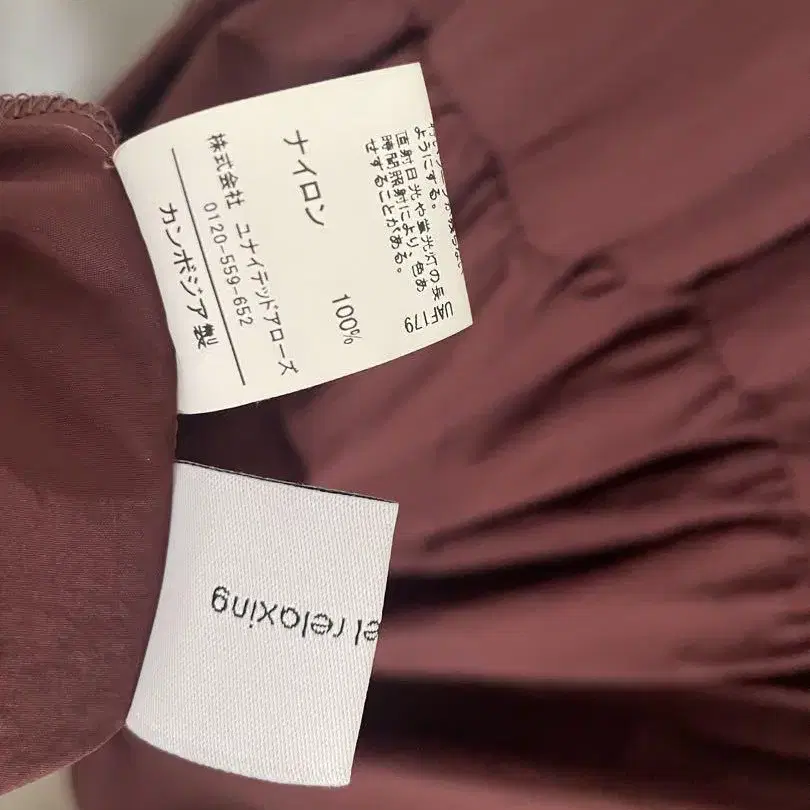 ようにする。
直射日光や蛍光灯の長
時間照射により、色あ
せすることがある。
UAF179
ナイロン 100%
株式会社 ユナイテッドアローズ
0120-559-652
カンボジア製
el relaxing